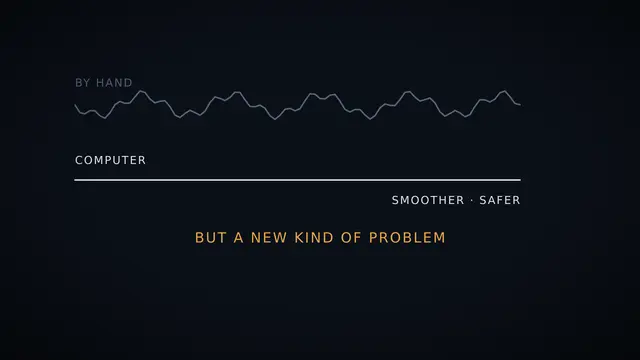 BY HAND
COMPUTER
SMOOTHER · SAFER
BUT A NEW KIND OF PROBLEM